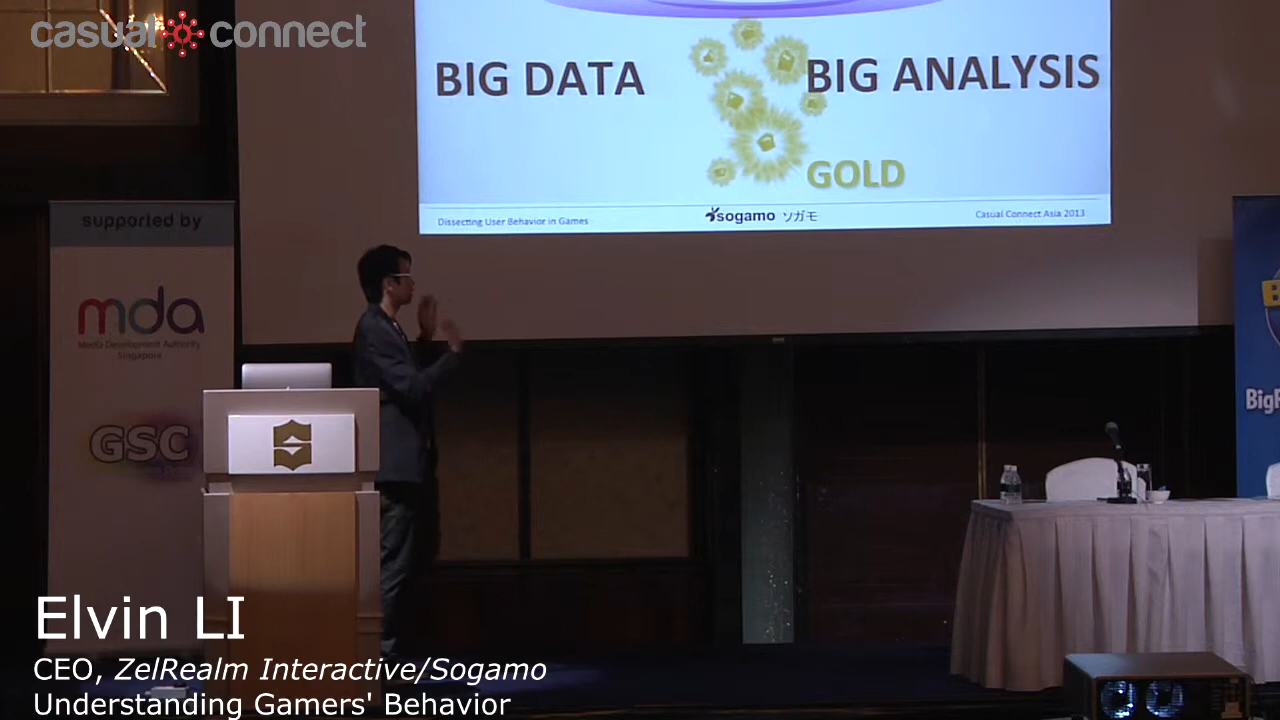 casual connect
BIG DATA
BIG ANALYSIS
GOLD
Dissecting User Behavior in Games
sogamo ソガモ
Casual Connect Asia 2013
supported by
mda
Media Development Authority
Singapore
GSC
Elvin LI
CEO, ZelRealm Interactive/Sogamo
Understanding Gamers' Behavior